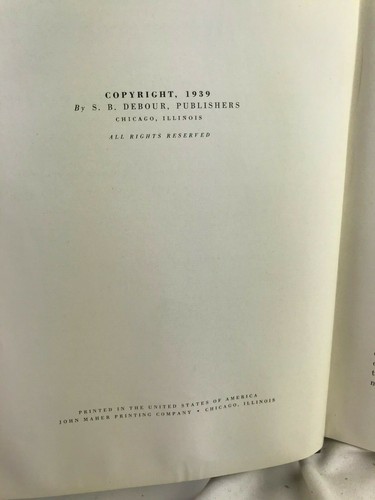 COPYRIGHT, 1939
By S. B. DEBOUR, PUBLISHERS
CHICAGO, ILLINOIS
ALL RIGHTS RESERVED
PRINTED IN THE UNITED STATES OF AMERICA
JOHN MAHER PRINTING COMPANY • CHICAGO, ILLINOIS